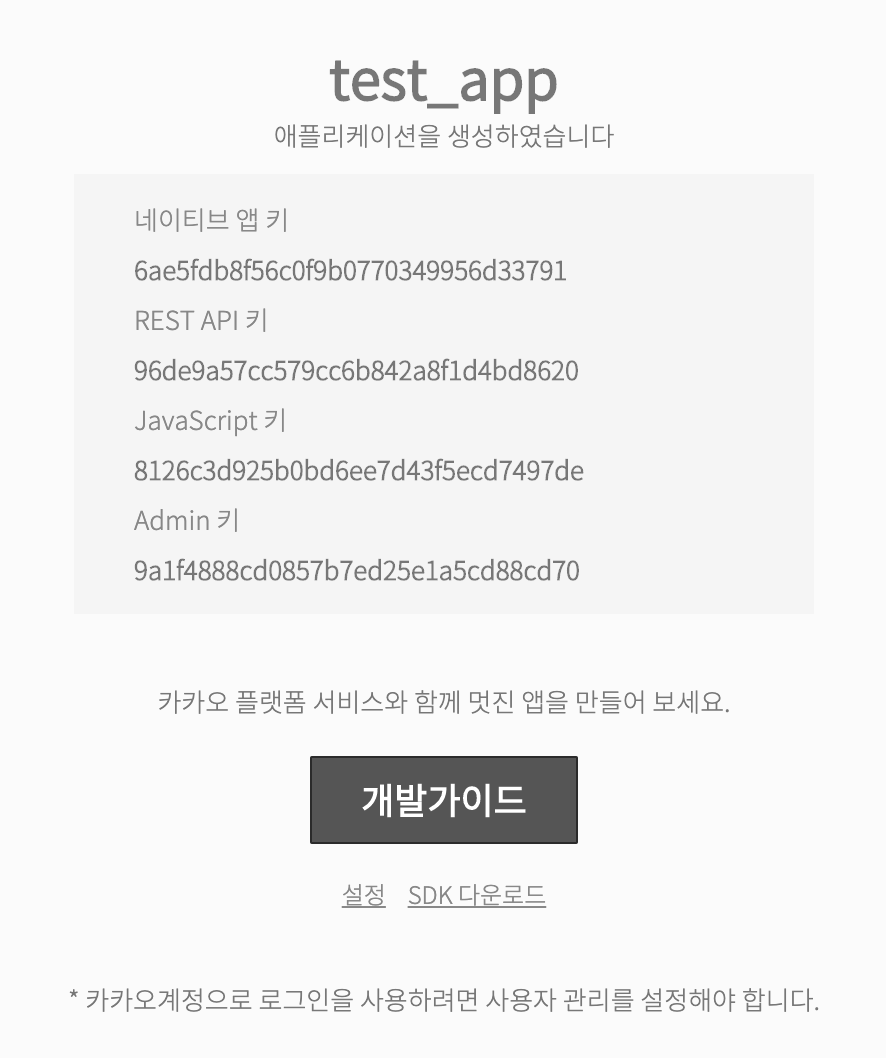 test_app
애플리케이션을 생성하였습니다
네이티브 앱 키
6ae5fdb8f56c0f9b0770349956d33791
REST API 키
96de9a57cc579cc6b842a8f1d4bd8620
JavaScript 키
8126c3d925b0bd6ee7d43f5ecd7497de
Admin 키
9a1f4888cd0857b7ed25e1a5cd88cd70
카카오 플랫폼 서비스와 함께 멋진 앱을 만들어 보세요.
개발가이드
설정 SDK 다운로드
* 카카오계정으로 로그인을 사용하려면 사용자 관리를 설정해야 합니다.